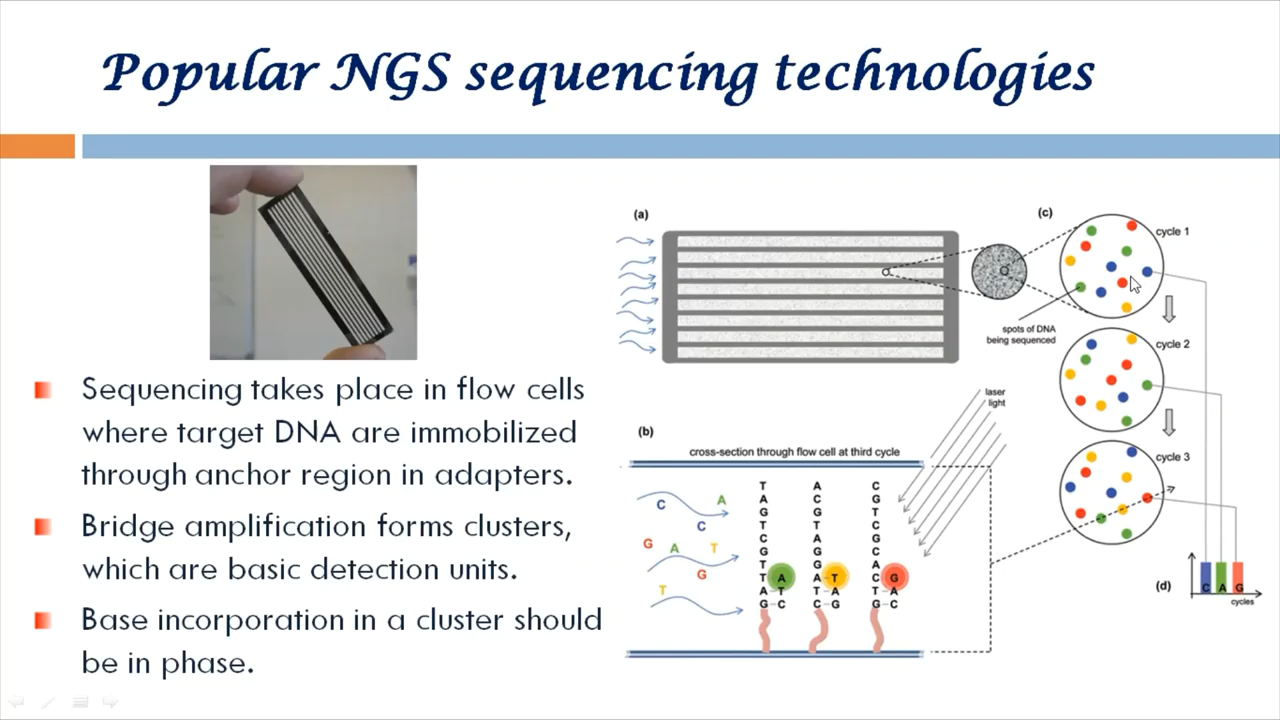 Popular NGS sequencing technologies
Sequencing takes place in flow cells
where target DNA are immobilized
through anchor region in adapters.
Bridge amplification forms clusters,
which are basic detection units.
Base incorporation in a cluster should
be in phase.
(a)
(c)
cycle 1
spots of DNA
being sequenced
cycle 2
cycle 3
laser
light
(b)
cross-section through flow cell at third cycle
C A
C
G A T
G
T
T A C
A C G
G G T
T T C
C A G
G G C
T G A
T A A A T C G
A T T A G A
G C C G G C
(d)
C A G
cycles